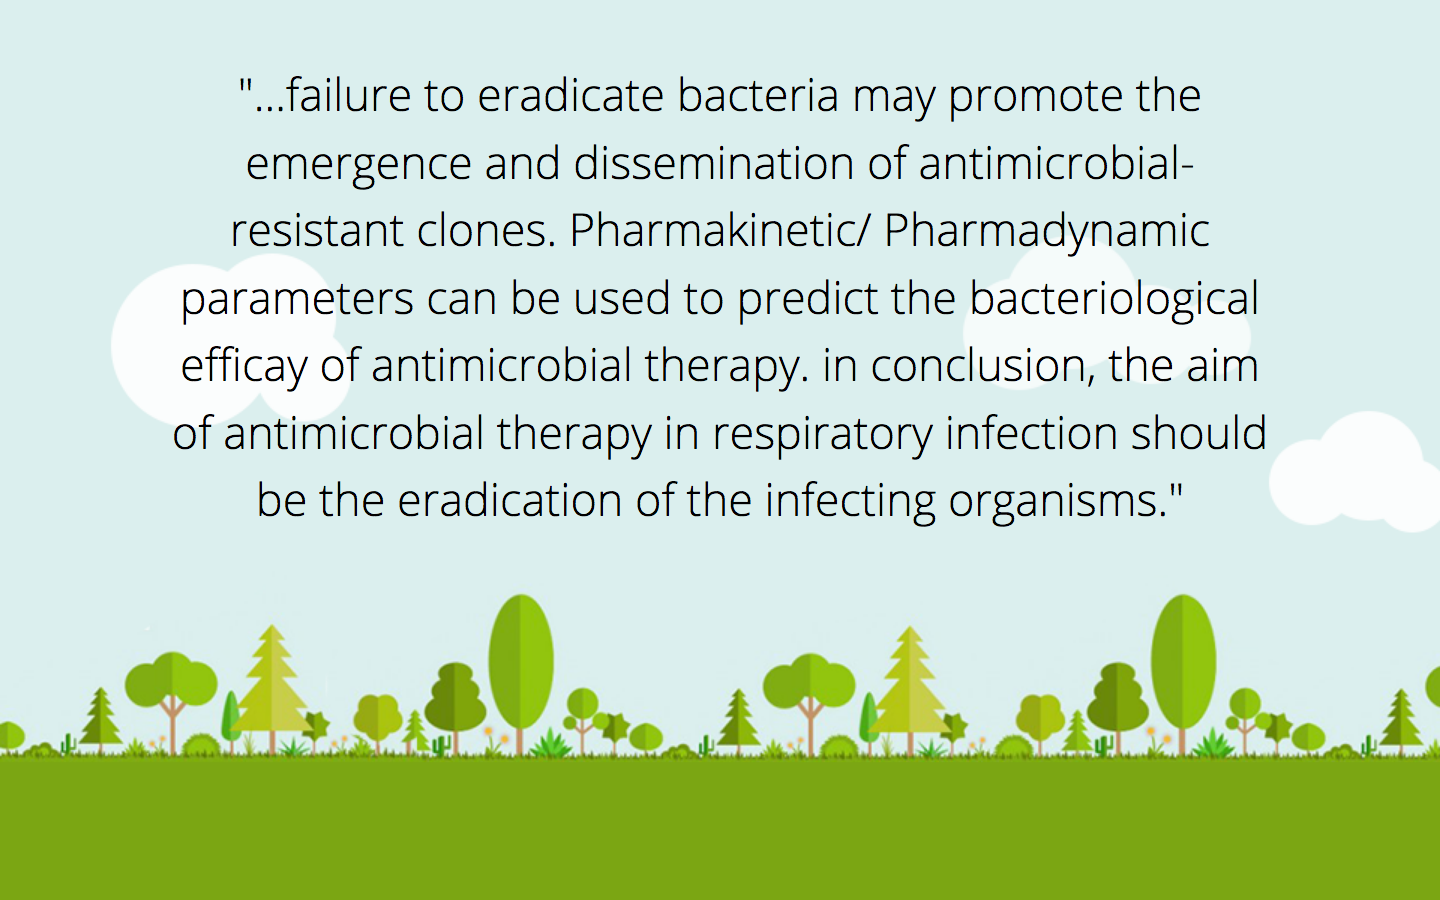 "...failure to eradicate bacteria may promote the
emergence and dissemination of antimicrobial-
resistant clones. Pharmakinetic/ Pharmadynamic
parameters can be used to predict the bacteriological
efficay of antimicrobial therapy. in conclusion, the aim
of antimicrobial therapy in respiratory infection should
be the eradication of the infecting organisms."